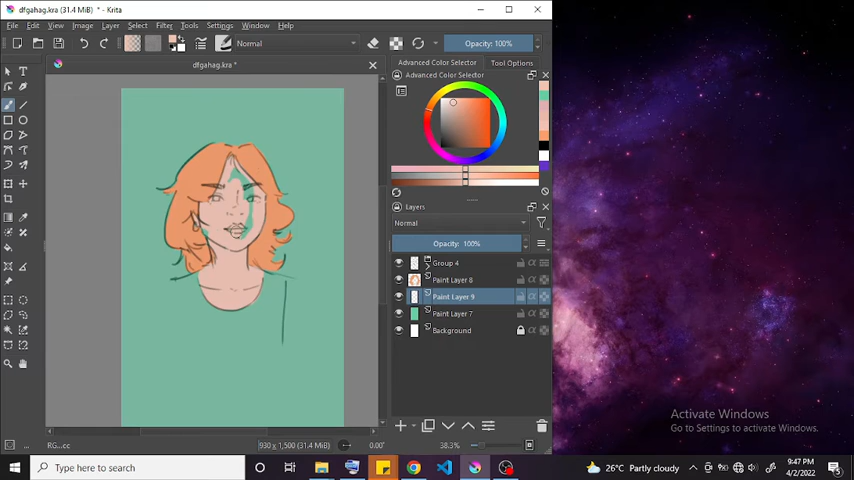 dfgahag.kra (31.4 MiB) * - Krita
File Edit View Image Layer Select Filter Tools Settings Window Help
Normal
Opacity: 100%
dfgahag.kra *
Advanced Color Selector Tool Options
Advanced Color Selector
Layers
Normal
Opacity: 100%
Group 4
Paint Layer 8
Paint Layer 9
Paint Layer 7
Background
RG...cc 930 x 1,500 (31.4 MiB) 0.00° 38.3%
Activate Windows
Go to Settings to activate Windows.
Type here to search
26°C Partly cloudy
9:47 PM
4/2/2022
5